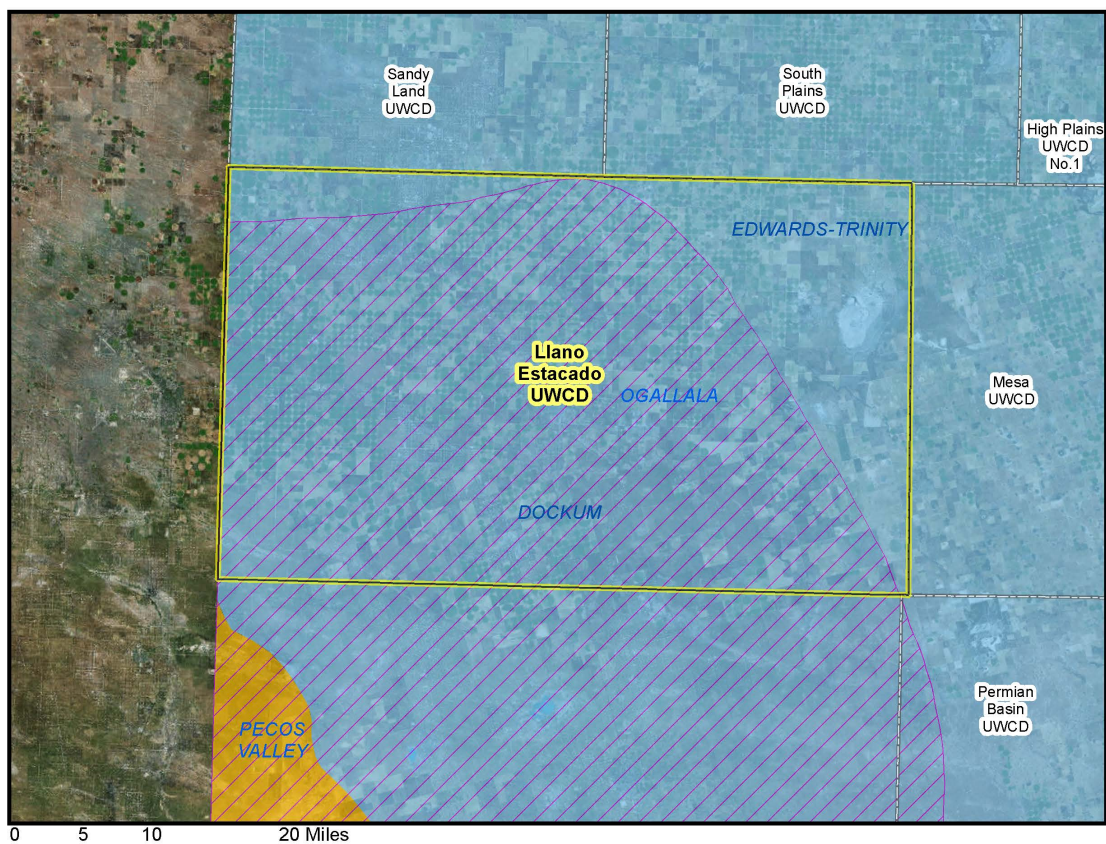 Sandy
Land
UWCD
South
Plains
UWCD
High Plains
UWCD
No.1
EDWARDS-TRINITY
Llano
Estacado
UWCD
OGALLALA
Mesa
UWCD
DOCKUM
Permian
Basin
UWCD
PECOS
VALLEY
0 5 10 20 Miles